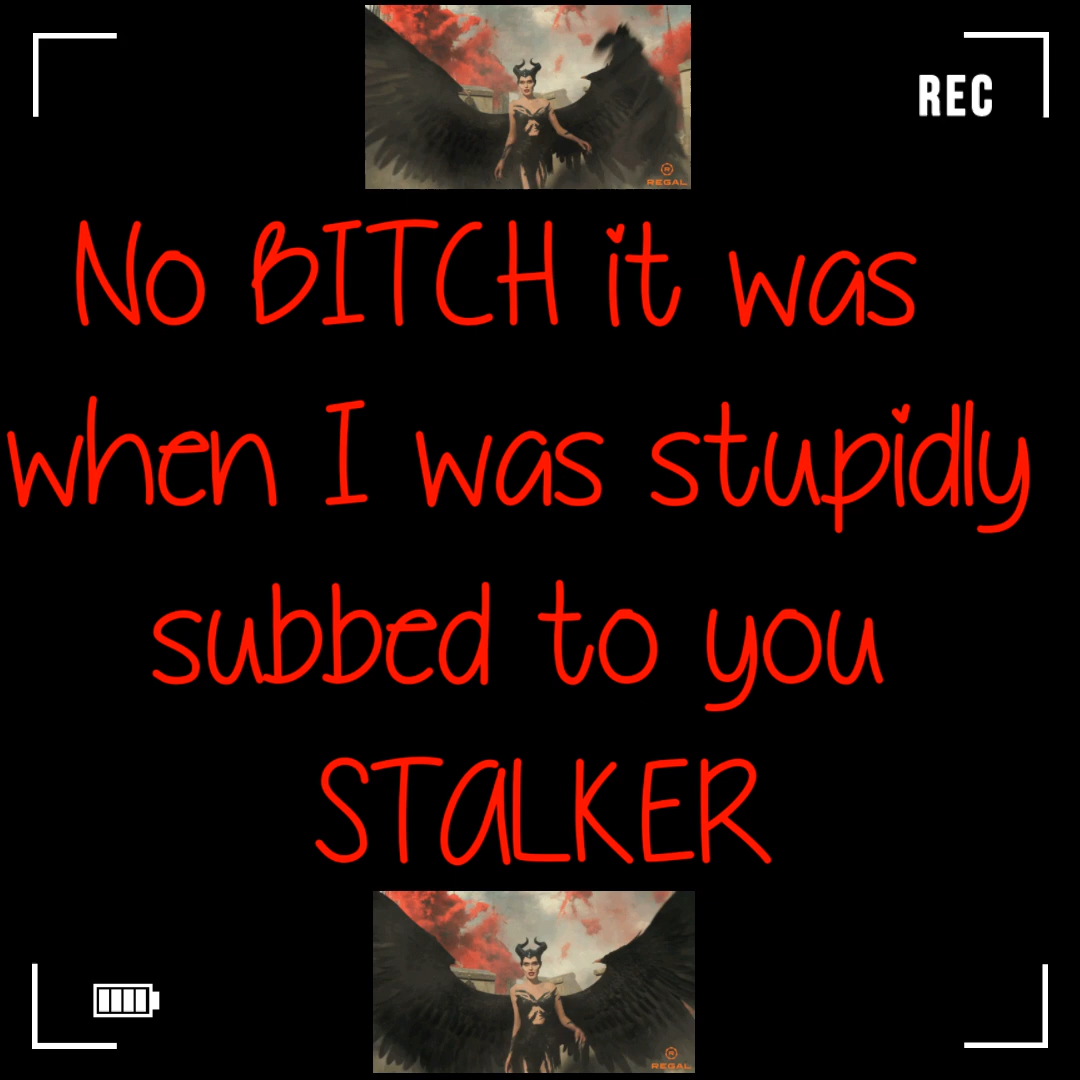 REC
REGAL
No BITCH it was
when I was stupidly
subbed to you
STALKER
REGAL